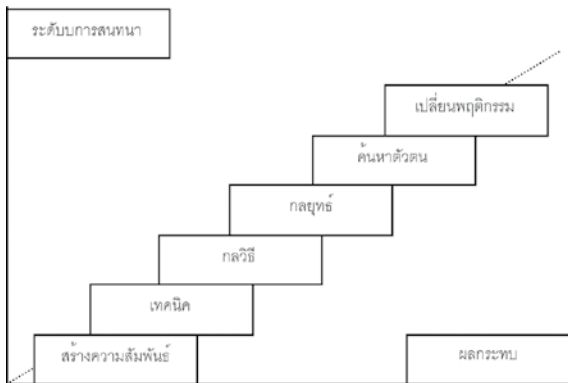 ระดับบการสนทนา
เปลี่ยนพฤติกรรม
ค้นหาตัวตน
กลยุทธ์
กลวิธี
เทคนิค
สร้างความสัมพันธ์
ผลกระทบ